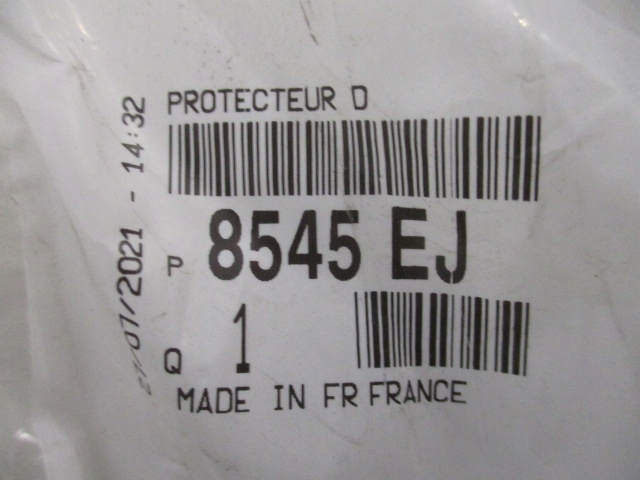 PROTECTEUR D
P 8545 EJ
Q 1
MADE IN FR FRANCE
/07/2021 - 14:32